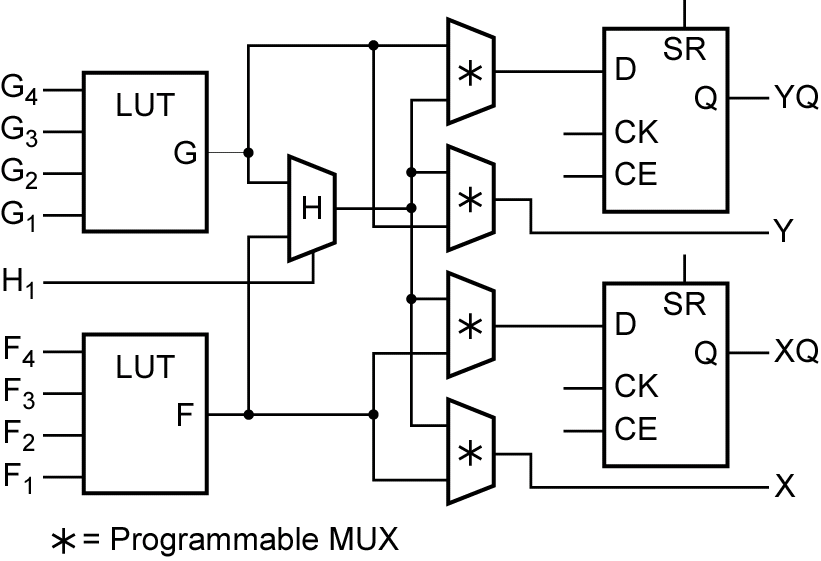 G4
G3
G2
G1
LUT
G
H1
H
F4
F3
F2
F1
LUT
F
*
*
*
*
SR
D
Q
CK
CE
YQ
Y
SR
D
Q
CK
CE
XQ
X
* = Programmable MUX